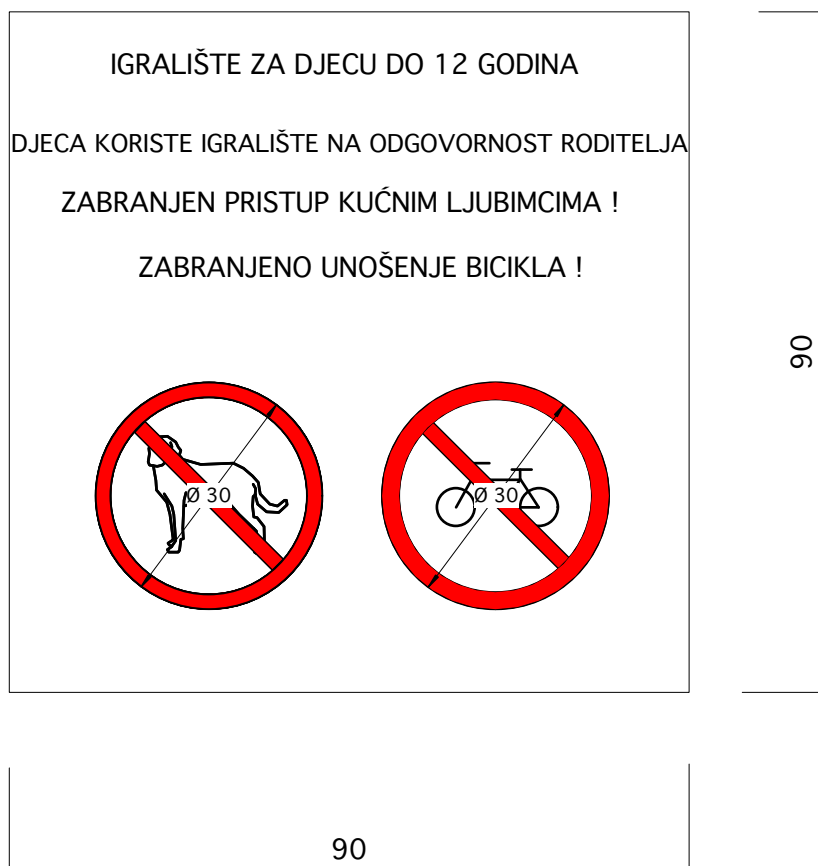 IGRALIŠTE ZA DJECU DO 12 GODINA
DJECA KORISTE IGRALIŠTE NA ODGOVORNOST RODITELJA
ZABRANJEN PRISTUP KUĆNIM LJUBIMCIMA !
ZABRANJENO UNOŠENJE BICIKLA !
90
Ø 30
Ø 30
90